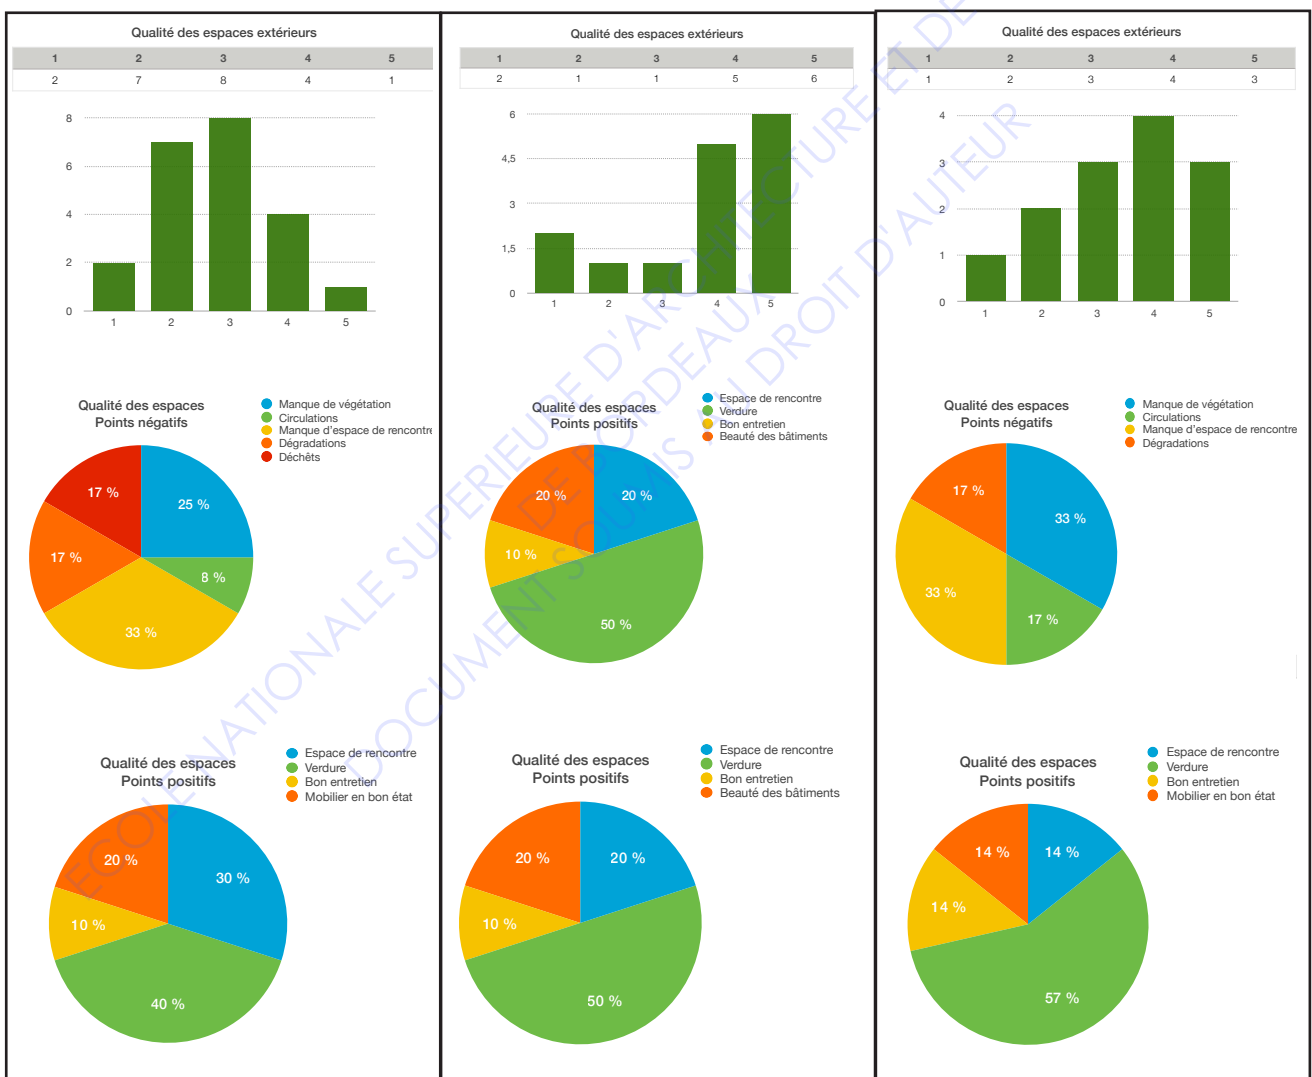 Qualité des espaces extérieurs
1 2 3 4 5
2 7 8 4 1
8
6
4
2
0
1 2 3 4 5
Qualité des espaces
Points négatifs
Manque de végétation
Circulations
Manque d'espace de rencontre
Dégradations
Déchêts
17 %
25 %
17 %
8 %
33 %
Qualité des espaces
Points positifs
Espace de rencontre
Verdure
Bon entretien
Mobilier en bon état
20 %
30 %
10 %
40 %
Qualité des espaces extérieurs
1 2 3 4 5
2 1 1 5 6
6
4,5
3
1,5
0
1 2 3 4 5
Qualité des espaces
Points positifs
Espace de rencontre
Verdure
Bon entretien
Beauté des bâtiments
20 %
20 %
10 %
50 %
Qualité des espaces
Points positifs
Espace de rencontre
Verdure
Bon entretien
Beauté des bâtiments
20 %
20 %
10 %
50 %
Qualité des espaces extérieurs
1 2 3 4 5
1 2 3 4 3
4
3
2
1
0
1 2 3 4 5
Qualité des espaces
Points négatifs
Manque de végétation
Circulations
Manque d'espace de rencontre
Dégradations
17 %
33 %
33 %
17 %
Qualité des espaces
Points positifs
Espace de rencontre
Verdure
Bon entretien
Mobilier en bon état
14 %
14 %
14 %
57 %
ECOLE NATIONALE SUPERIEURE D'ARCHITECTURE ET DE
DE BORDEAUX
DOCUMENT SOUMIS AU DROIT D'AUTEUR